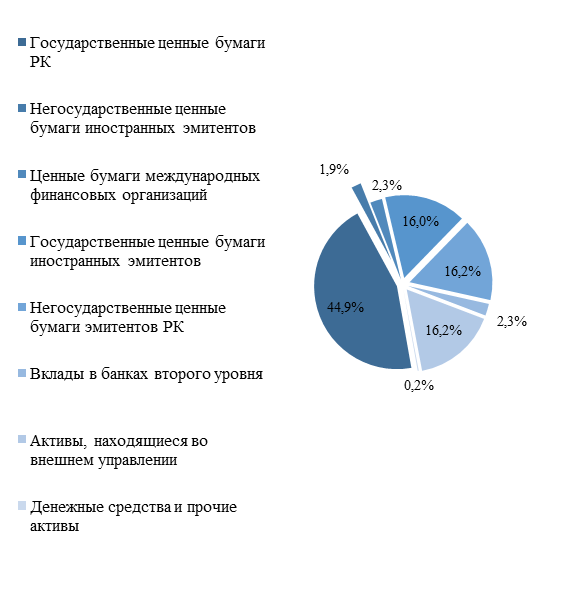 Государственные ценные бумаги
РК
Негосударственные ценные
бумаги иностранных эмитентов
Ценные бумаги международных
финансовых организаций
Государственные ценные бумаги
иностранных эмитентов
Негосударственные ценные
бумаги эмитентов РК
Вклады в банках второго уровня
Активы, находящиеся во
внешнем управлении
Денежные средства и прочие
активы
1,9%
2,3%
16,0%
16,2%
2,3%
16,2%
0,2%
44,9%